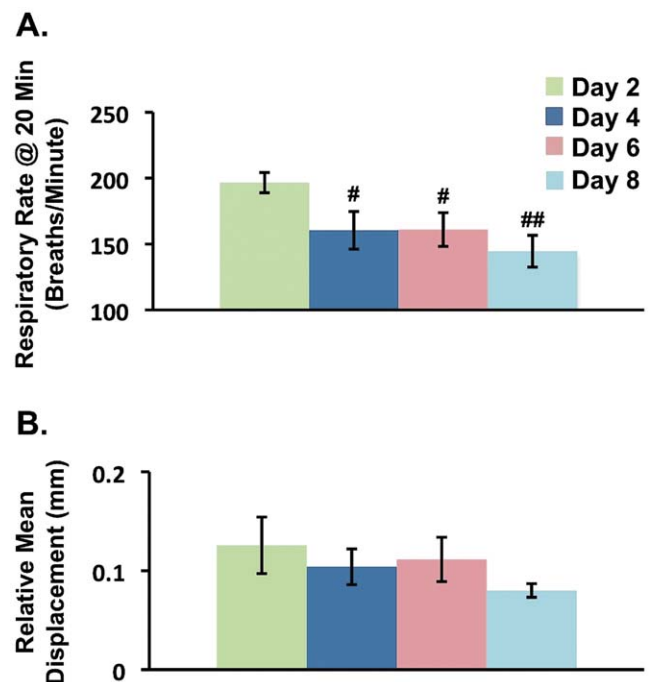 A.
Respiratory Rate @ 20 Min
(Breaths/Minute)
250
200
150
100
#
#
##
Day 2
Day 4
Day 6
Day 8
B.
Relative Mean
Displacement (mm)
0.2
0.1
0